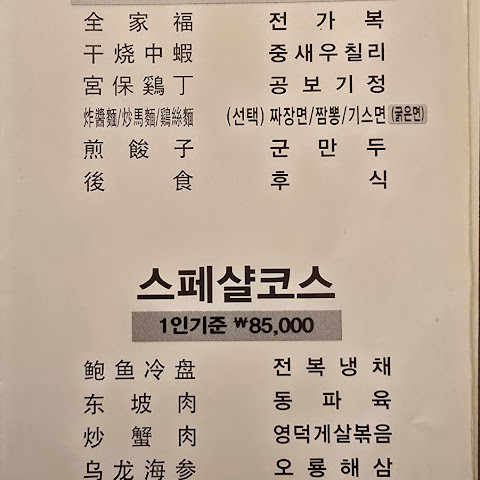 全家福 전가복
干烧中蝦 중새우칠리
宮保鷄丁 공보기정
炸醬麵/炒馬麵/鷄絲麵 (선택) 짜장면/짬뽕/기스면 (굵은면)
煎餕子 군만두
後食 후식
스페샬코스
1인기준 ₩85,000
鲍鱼冷盘 전복냉채
东坡肉 동파육
炒蟹肉 영덕게살볶음
乌龙海参 오룡해삼